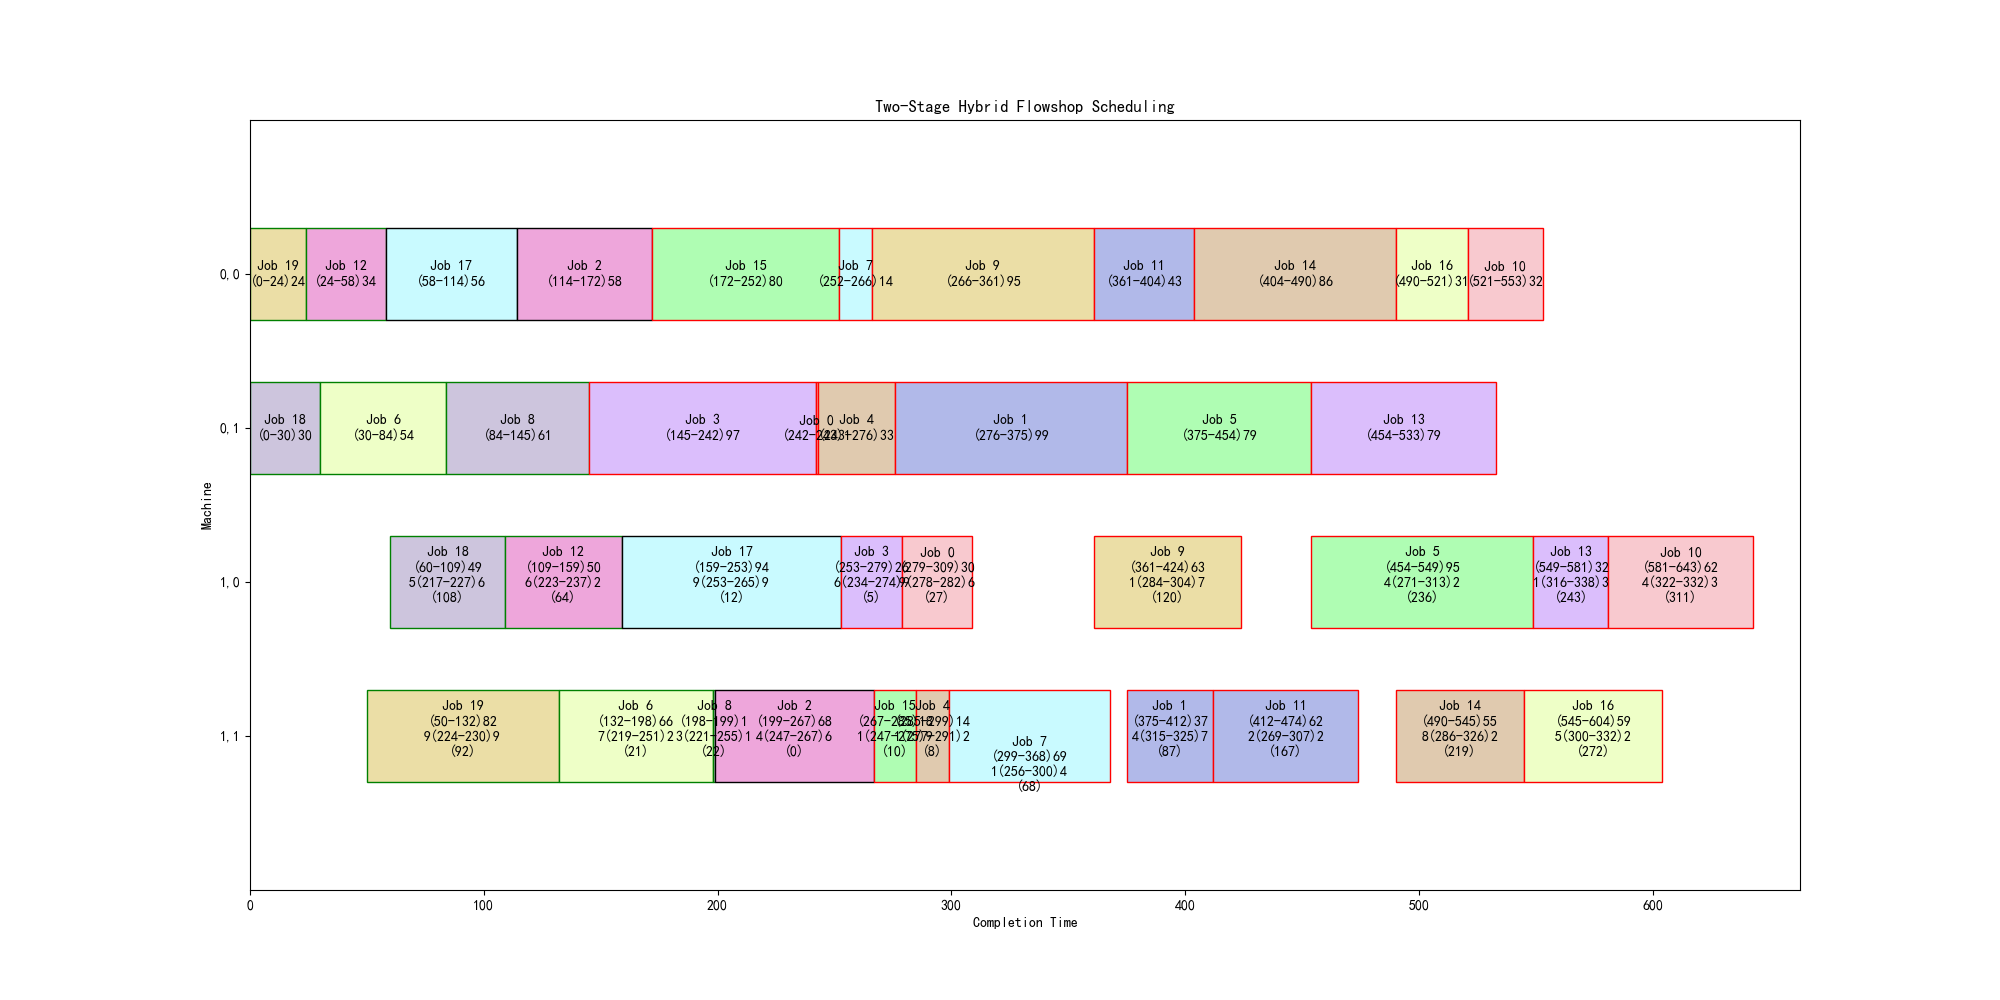 Two-Stage Hybrid Flowshop Scheduling
0,0
Job 19
(0-24)24
Job 12
(24-58)34
Job 17
(58-114)56
Job 2
(114-172)58
Job 15
(172-252)80
Job 7
(252-266)14
Job 9
(266-361)95
Job 11
(361-404)43
Job 14
(404-490)86
Job 16
(490-521)31
Job 10
(521-553)32
0,1
Job 18
(0-30)30
Job 6
(30-84)54
Job 8
(84-145)61
Job 3
(145-242)97
Job 0
Job 4
(243-276)33
Job 1
(276-375)99
Job 5
(375-454)79
Job 13
(454-533)79
Machine
1,0
Job 18
(60-109)49
5(217-227)6
(108)
Job 12
(109-159)50
6(223-237)2
(64)
Job 17
(159-253)94
9(253-265)9
(12)
Job 3
(253-279)26
6(234-274)9
(5)
Job 0
(279-309)30
9(278-282)6
(27)
Job 9
(361-424)63
1(284-304)7
(120)
Job 5
(454-549)95
4(271-313)2
(236)
Job 13
(549-581)32
1(316-338)3
(243)
Job 10
(581-643)62
4(322-332)3
(311)
1,1
Job 19
(50-132)82
9(224-230)9
(92)
Job 6
(132-198)66
7(219-251)2
(21)
Job 8
(198-199)1
3(221-255)1
(22)
Job 2
(199-267)68
4(247-267)6
(0)
Job 15
(10)
Job 4
(285-299)14
(8)
Job 7
(299-368)69
1(256-300)4
(68)
Job 1
(375-412)37
4(315-325)7
(87)
Job 11
(412-474)62
2(269-307)2
(167)
Job 14
(490-545)55
8(286-326)2
(219)
Job 16
(545-604)59
5(300-332)2
(272)
0 100 200 300 400 500 600
Completion Time